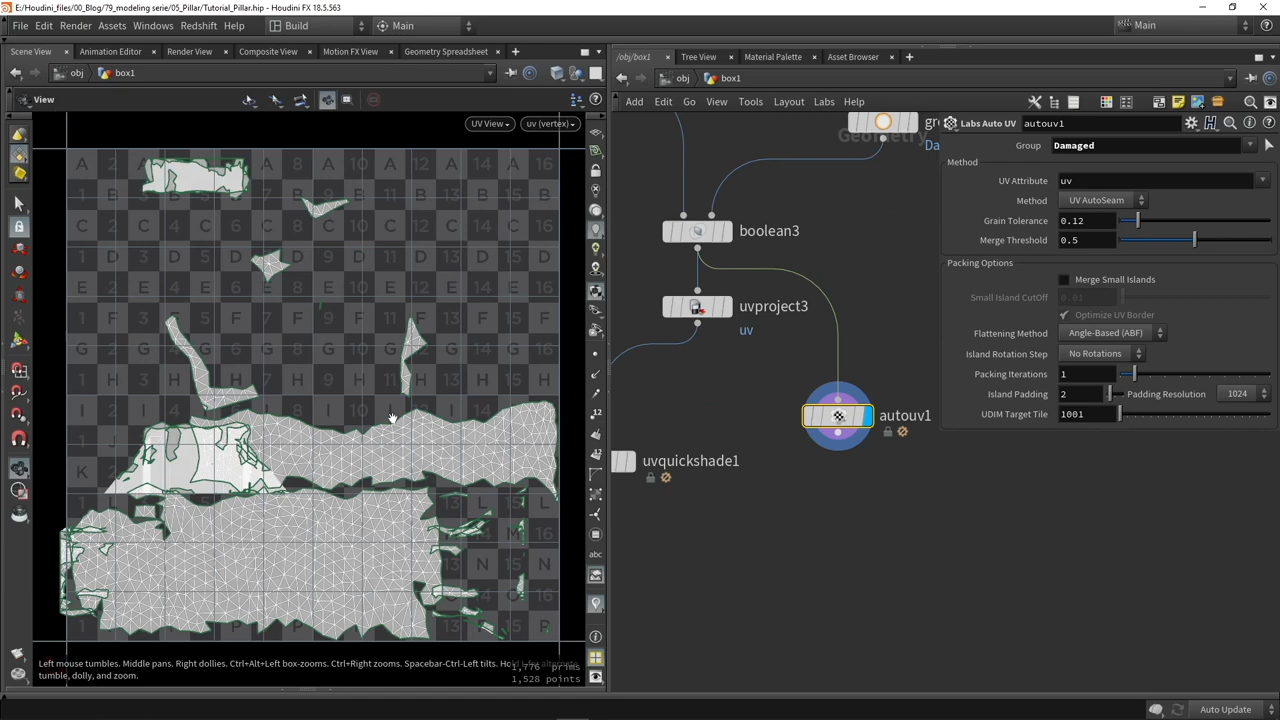 E:/Houdini_files/00_Blog/79_modeling serie/05_Pillar/Tutorial_Pillar.hip - Houdini FX 18.5.563
File Edit Render Assets Windows Redshift Help Build Main Main
Scene View Animation Editor Render View Composite View Motion FX View Geometry Spreadsheet
obj box1
View
UV View uv (vertex)
Left mouse tumbles. Middle pans. Right dollies. Ctrl+Alt+Left box-zooms. Ctrl+Right zooms. Spacebar-Ctrl-Left tilts.
tumble, dolly, and zoom.
1,776 prims
1,528 points
abc
/obj/box1 Tree View Material Palette Asset Browser
obj box1
Add Edit Go View Tools Layout Labs Help
Geometry
boolean3
uvproject3
uv
autouv1
uvquickshade1
Labs Auto UV autouv1
Group Damaged
Method
UV Attribute uv
Method UV AutoSeam
Grain Tolerance 0.12
Merge Threshold 0.5
Packing Options
Merge Small Islands
Small Island CutOff 0.01
Optimize UV Border
Flattening Method Angle-Based (ABF)
Island Rotation Step No Rotations
Packing Iterations 1
Island Padding 2 Padding Resolution 1024
UDIM Target Tile 1001
Auto Update